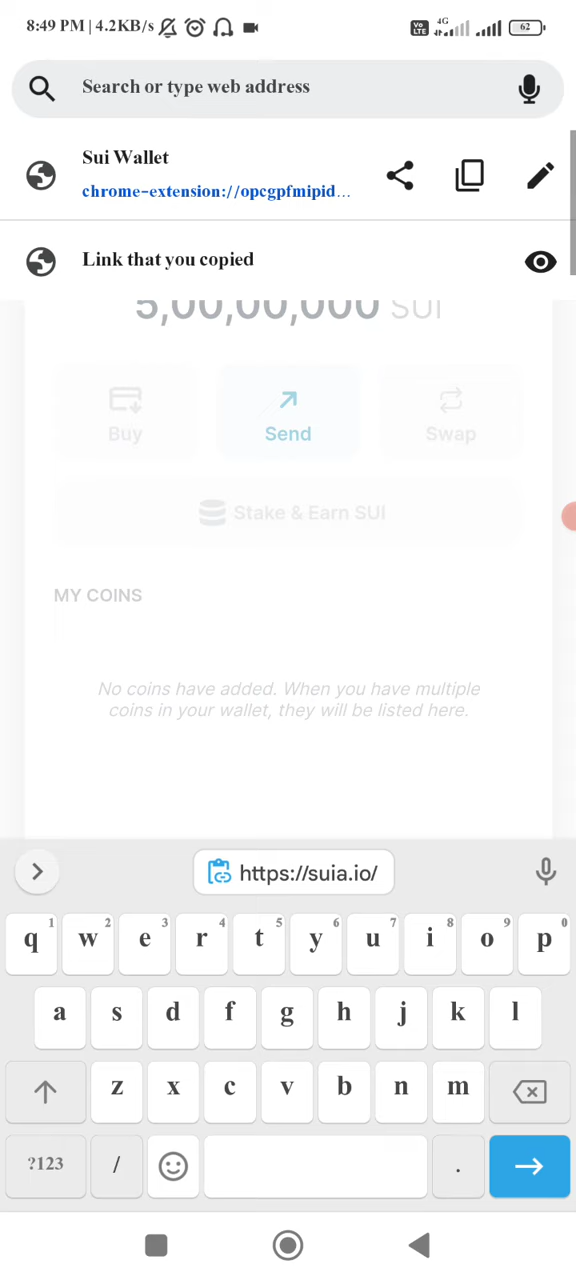 8:49 PM | 4.2KB/s
Vo LTE 4G 62
Search or type web address
Sui Wallet
chrome-extension://opcgpfmipid...
Link that you copied
5,00,00,000 SUI
Buy Send Swap
Stake & Earn SUI
MY COINS
No coins have added. When you have multiple
coins in your wallet, they will be listed here.
https://suia.io/
q 1 w 2 e 3 r 4 t 5 y 6 u 7 i 8 o 9 p 0
a s d f g h j k l
z x c v b n m
?123 / .